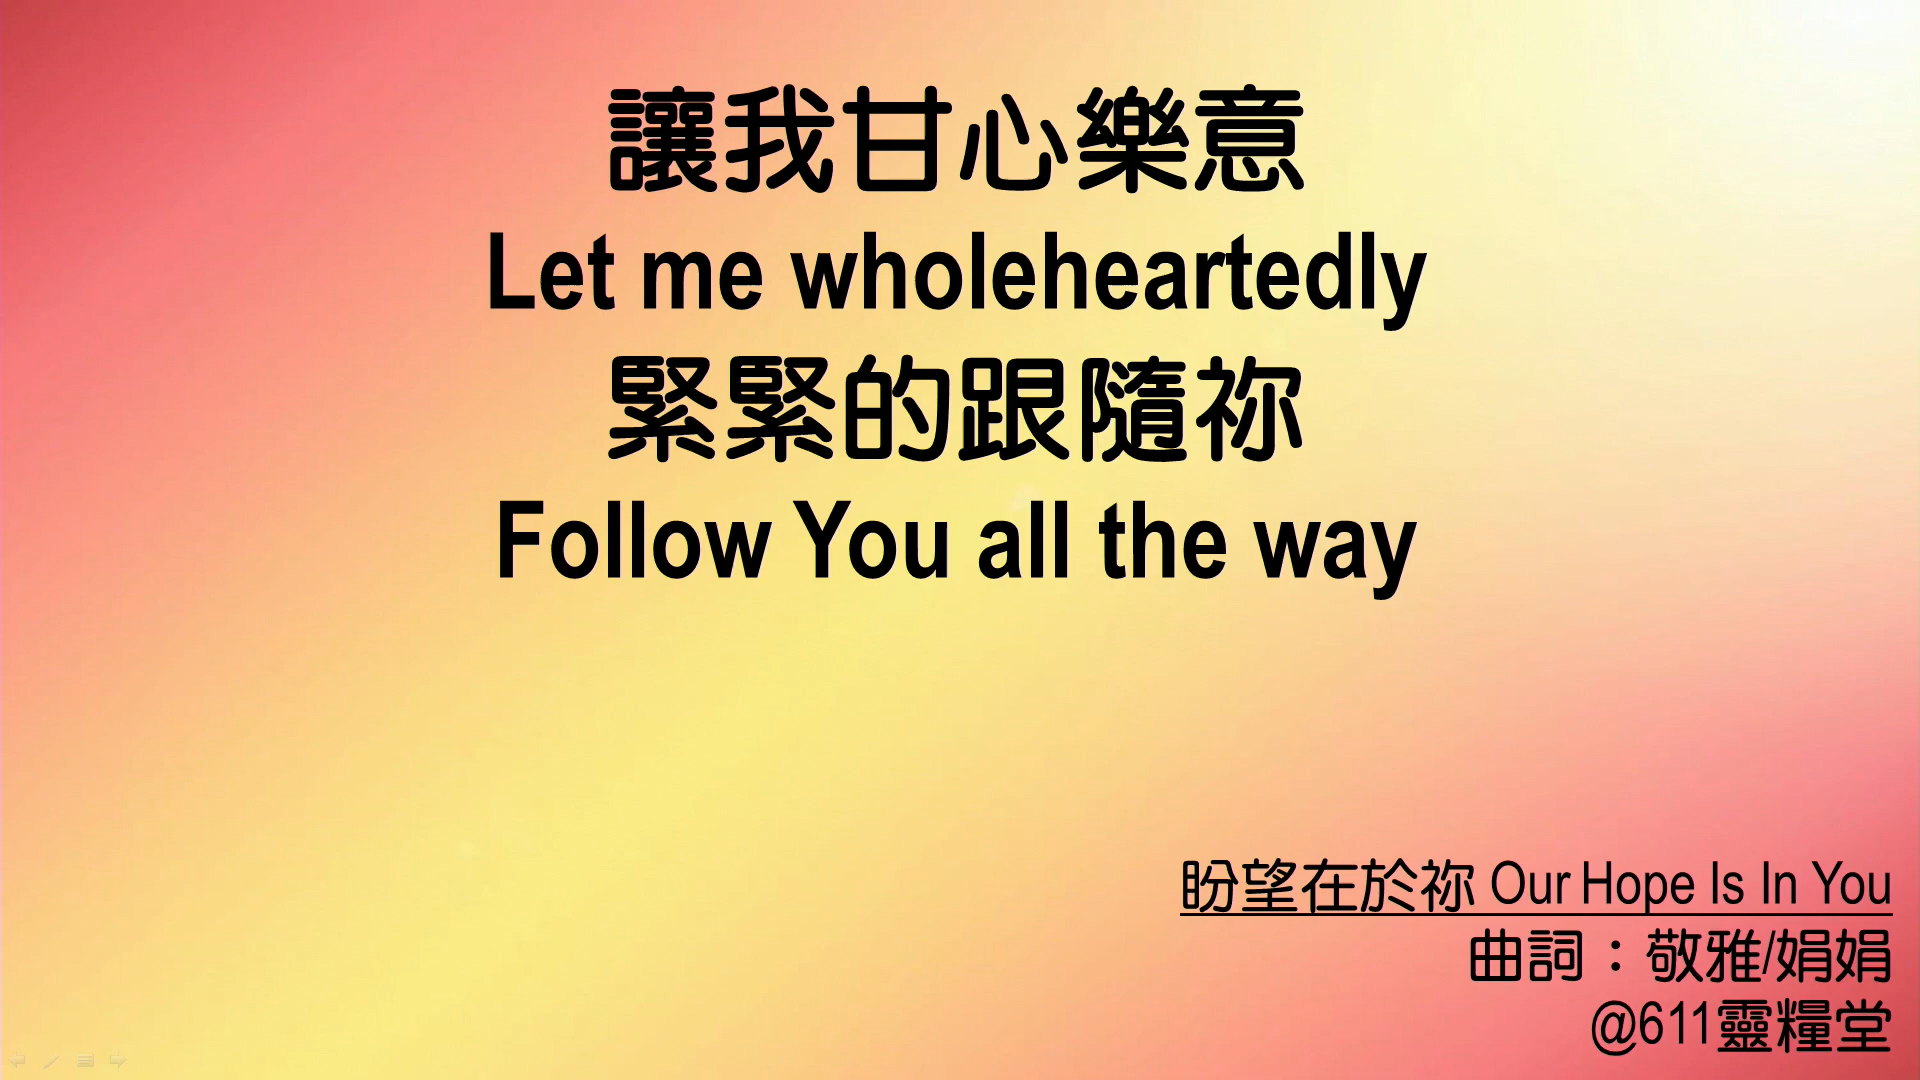 讓我甘心樂意
Let me wholeheartedly
緊緊的跟隨祢
Follow You all the way
盼望在於祢 Our Hope Is In You
曲詞：敬雅/娟娟
@611靈糧堂